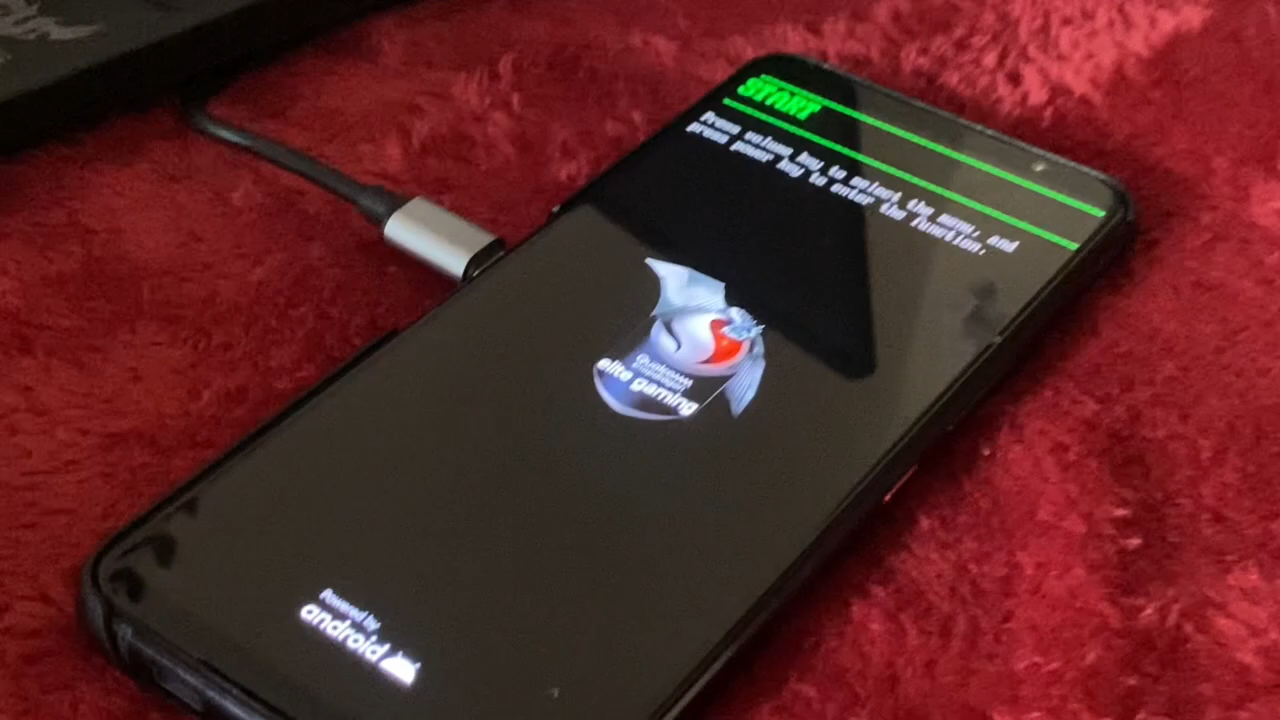 START
Press volume key to select the menu, and
press power key to enter the function.
Qualcomm
Snapdragon
elite gaming
Powered by
android